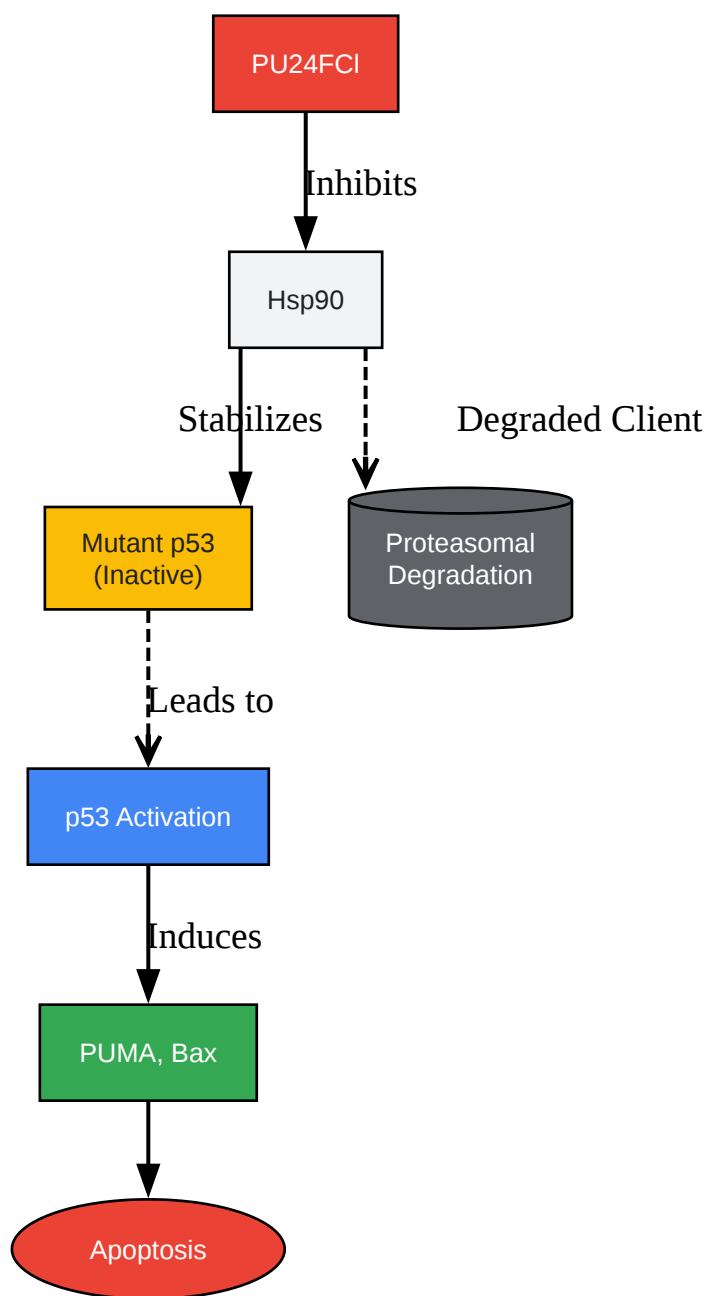 PU24FCl
Inhibits
Hsp90
Stabilizes
Degraded Client
Mutant p53
(Inactive)
Proteasomal
Degradation
Leads to
p53 Activation
Induces
PUMA, Bax
Apoptosis